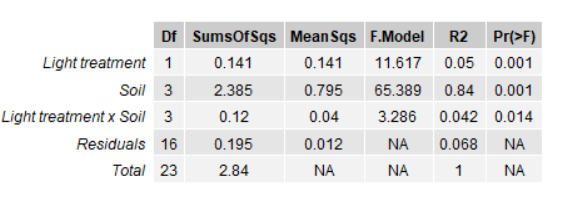 Df SumsOfSqs MeanSqs F.Model R2 Pr(>F)
Light treatment 1 0.141 0.141 11.617 0.05 0.001
Soil 3 2.385 0.795 65.389 0.84 0.001
Light treatment x Soil 3 0.12 0.04 3.286 0.042 0.014
Residuals 16 0.195 0.012 NA 0.068 NA
Total 23 2.84 NA NA 1 NA